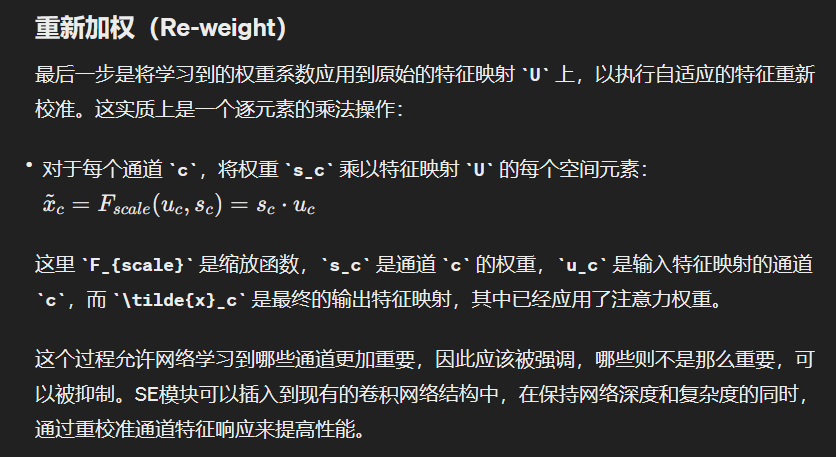 重新加权（Re-weight）
最后一步是将学习到的权重系数应用到原始的特征映射 `U` 上，以执行自适应的特征重新
校准。这实质上是一个逐元素的乘法操作：
• 对于每个通道 `c`，将权重 `s_c` 乘以特征映射 `U` 的每个空间元素：
x̃_c = F_{scale}(u_c, s_c) = s_c · u_c
这里 `F_{scale}` 是缩放函数，`s_c` 是通道 `c` 的权重，`u_c` 是输入特征映射的通道
`c`，而 `\tilde{x}_c` 是最终的输出特征映射，其中已经应用了注意力权重。
这个过程允许网络学习到哪些通道更加重要，因此应该被强调，哪些则不是那么重要，可
以被抑制。SE模块可以插入到现有的卷积网络结构中，在保持网络深度和复杂度的同时，
通过重校准通道特征响应来提高性能。